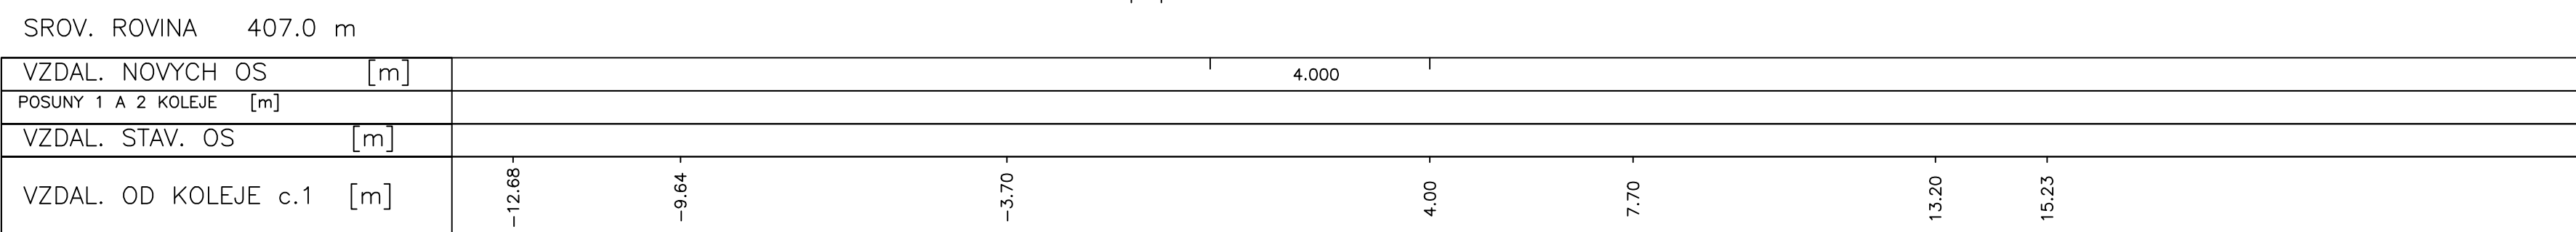 SROV. ROVINA 407.0 m
VZDAL. NOVYCH OS [m] 4.000
POSUNY 1 A 2 KOLEJE [m]
VZDAL. STAV. OS [m]
VZDAL. OD KOLEJE c.1 [m] -12.68 -9.64 -3.70 4.00 7.70 13.20 15.23